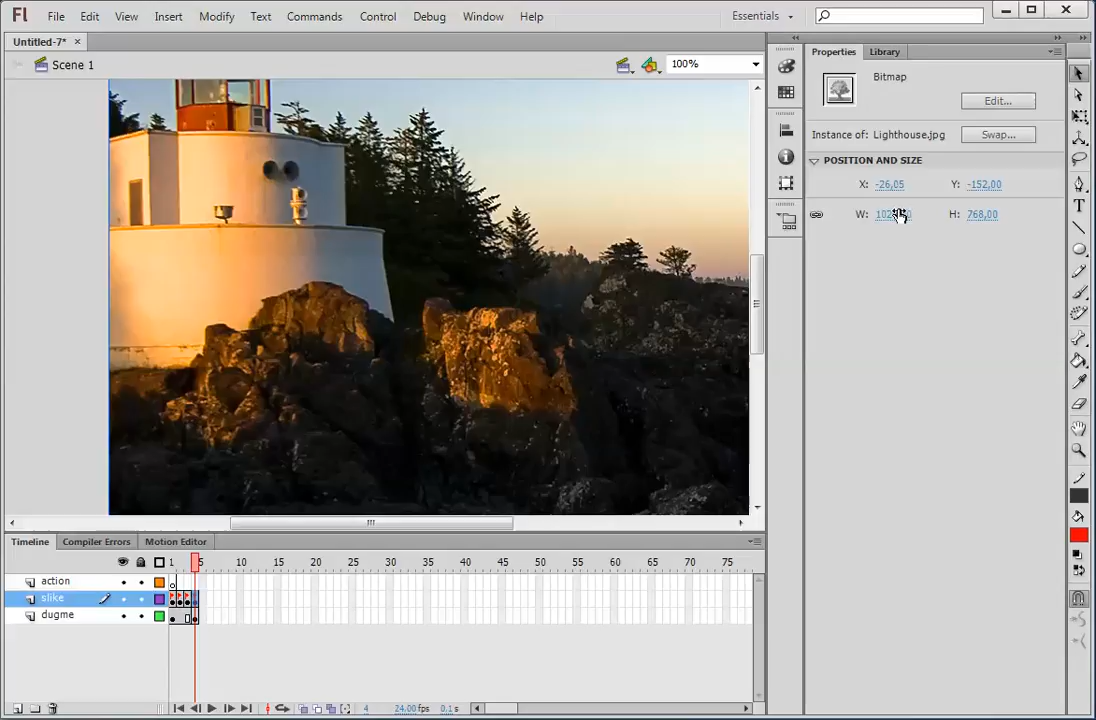 Fl File Edit View Insert Modify Text Commands Control Debug Window Help Essentials
Untitled-7* ×
Scene 1 100%
Properties Library
Bitmap
Edit...
Instance of: Lighthouse.jpg Swap...
POSITION AND SIZE
X: -26,05 Y: -152,00
W: H: 768,00
Timeline Compiler Errors Motion Editor
1 5 10 15 20 25 30 35 40 45 50 55 60 65 70 75
action
slike
dugme
4 24.00 fps 0.1 s